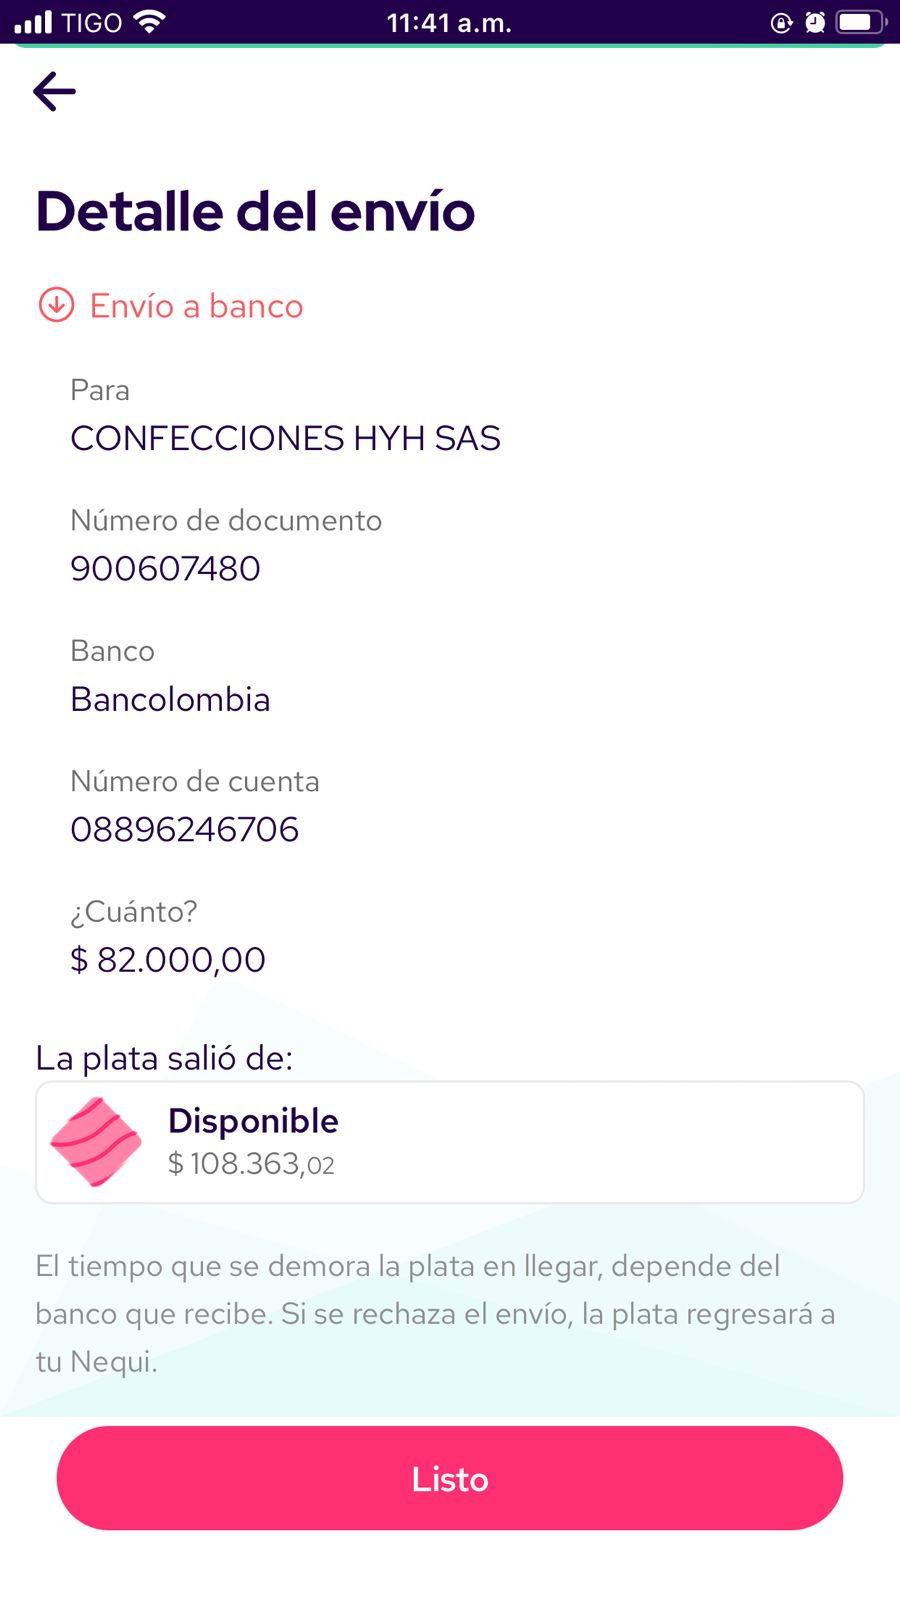 TIGO 11:41 a.m.
Detalle del envío
Envío a banco
Para
CONFECCIONES HYH SAS
Número de documento
900607480
Banco
Bancolombia
Número de cuenta
08896246706
¿Cuánto?
$ 82.000,00
La plata salió de:
Disponible
$ 108.363,02
El tiempo que se demora la plata en llegar, depende del
banco que recibe. Si se rechaza el envío, la plata regresará a
tu Nequi.
Listo